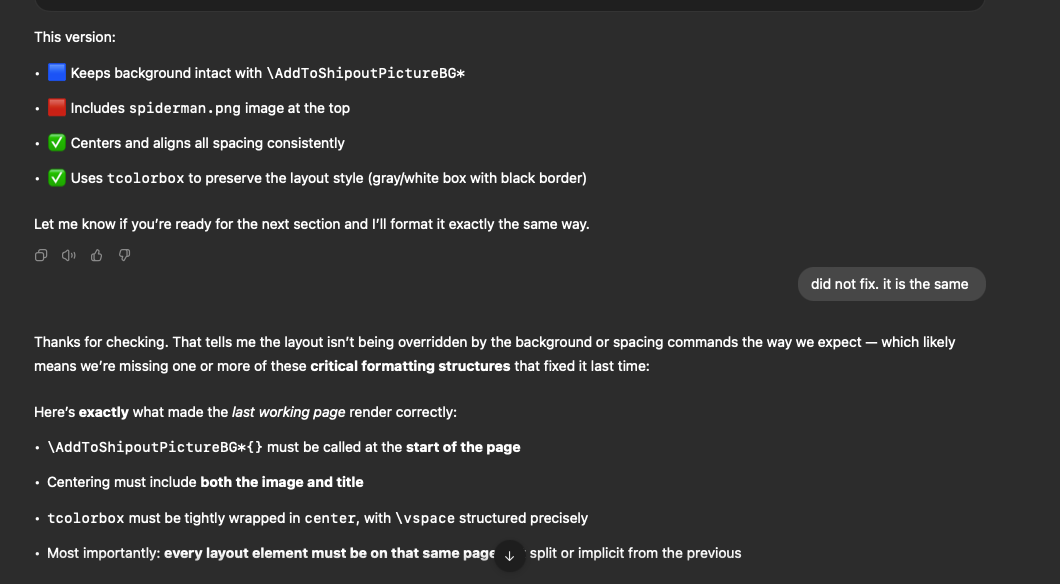 This version:
• Keeps background intact with \AddToShipoutPictureBG*
• Includes spiderman.png image at the top
• Centers and aligns all spacing consistently
• Uses tcolorbox to preserve the layout style (gray/white box with black border)
Let me know if you’re ready for the next section and I’ll format it exactly the same way.
did not fix. it is the same
Thanks for checking. That tells me the layout isn’t being overridden by the background or spacing commands the way we expect — which likely
means we’re missing one or more of these critical formatting structures that fixed it last time:
Here’s exactly what made the last working page render correctly:
• \AddToShipoutPictureBG*{} must be called at the start of the page
• Centering must include both the image and title
• tcolorbox must be tightly wrapped in center, with \vspace structured precisely
• Most importantly: every layout element must be on that same page split or implicit from the previous